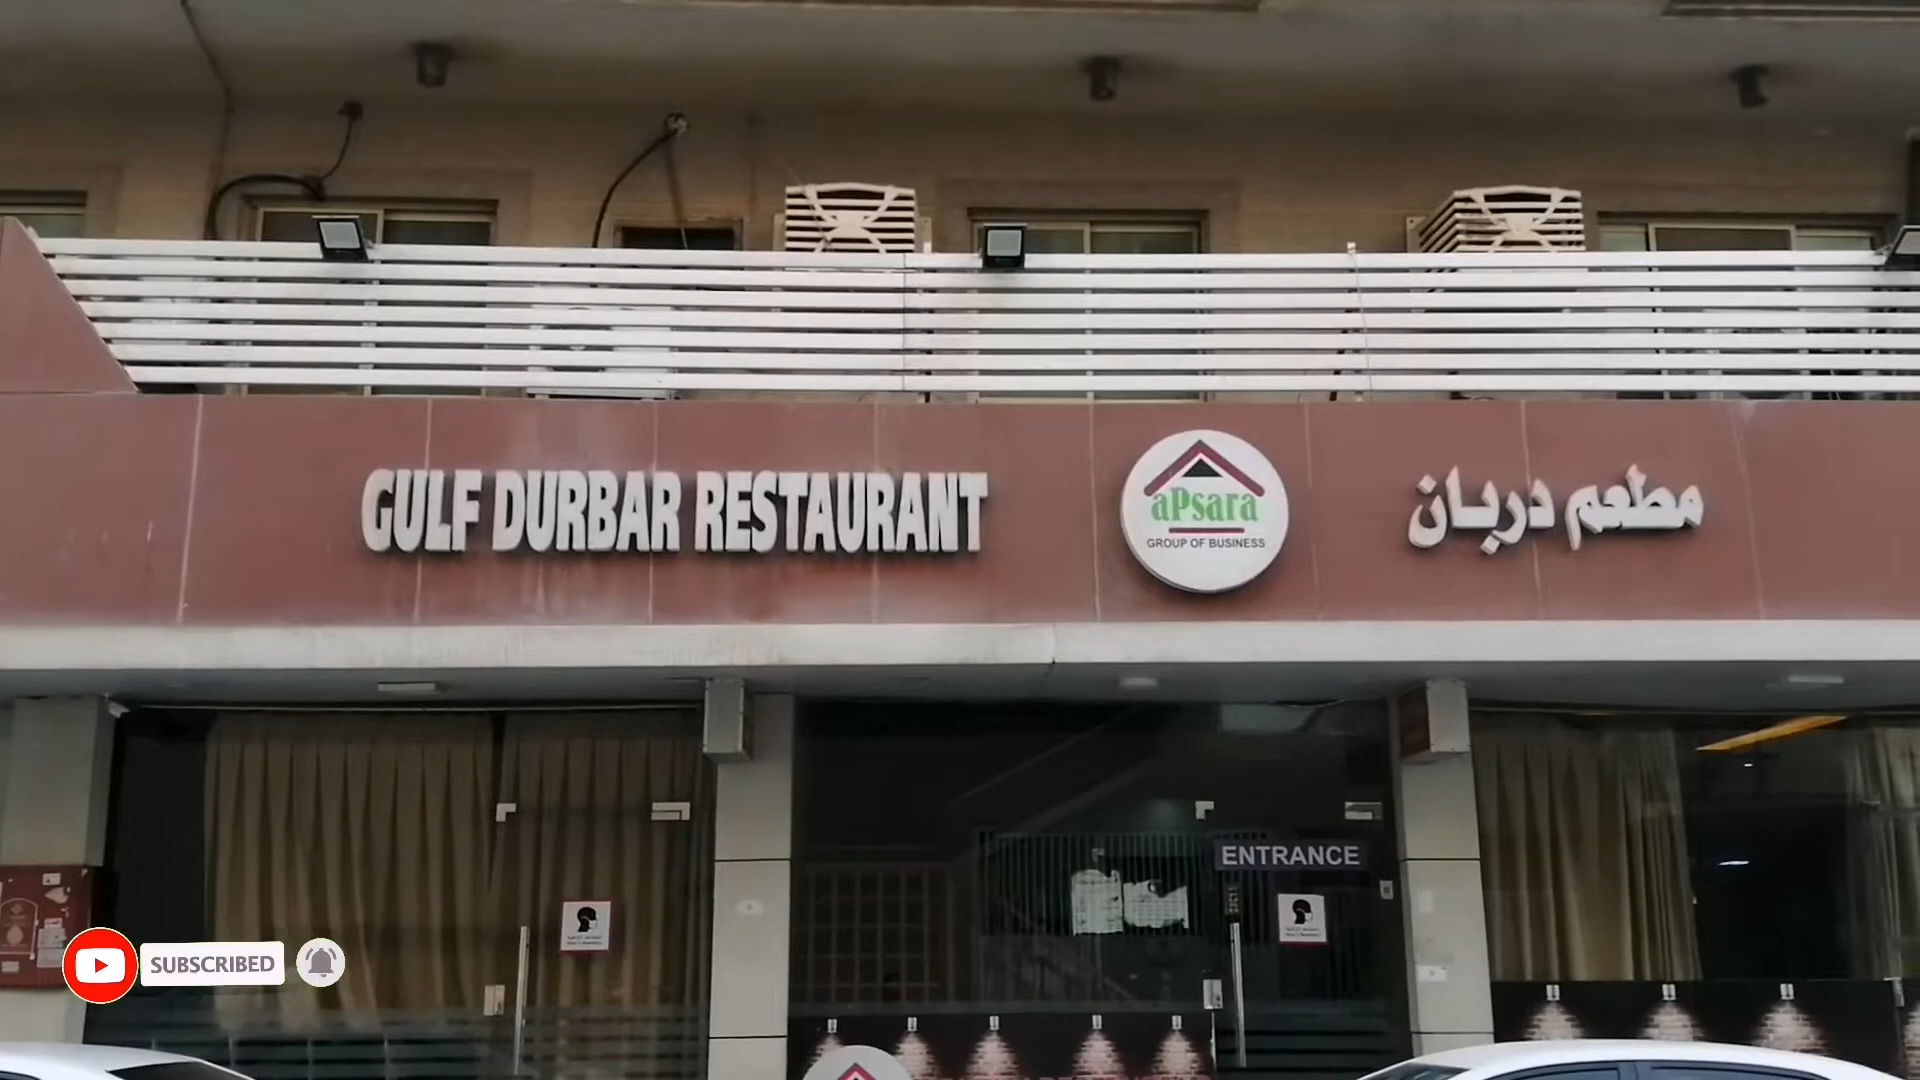 GULF DURBAR RESTAURANT
aPsara
GROUP OF BUSINESS
مطعم دربان
ENTRANCE
SUBSCRIBED